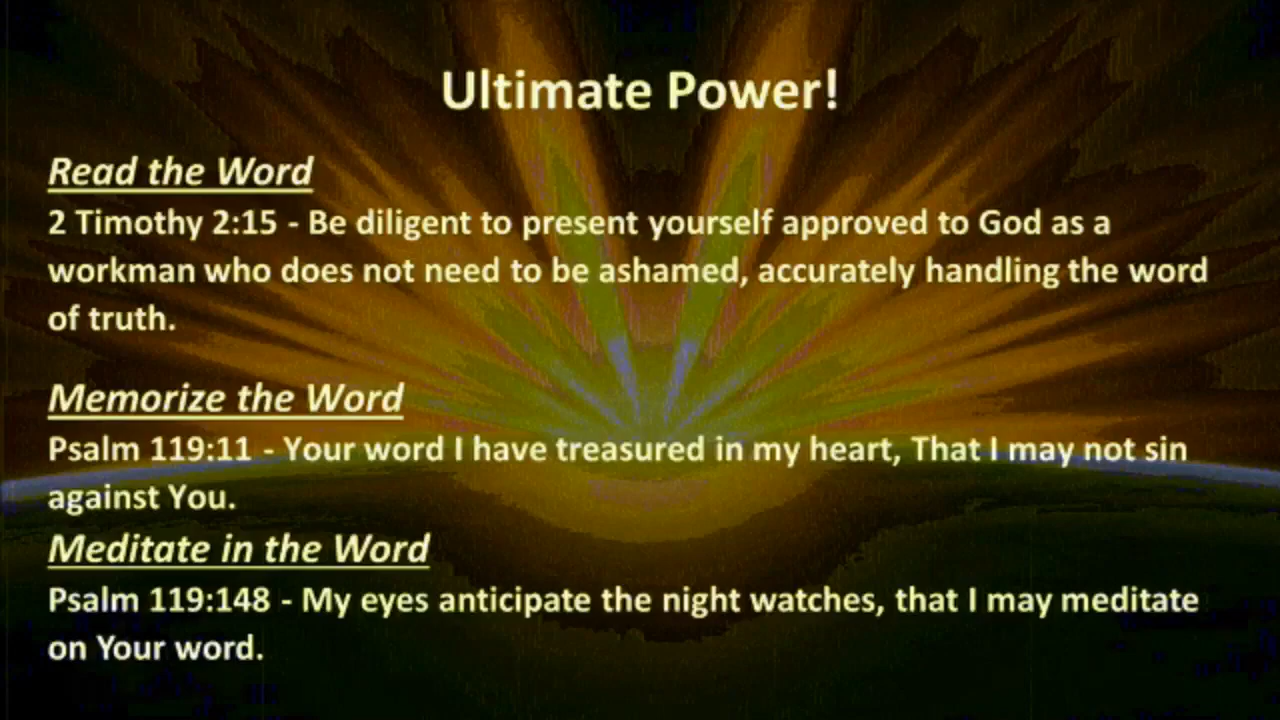 Ultimate Power!
Read the Word
2 Timothy 2:15 - Be diligent to present yourself approved to God as a
workman who does not need to be ashamed, accurately handling the word
of truth.
Memorize the Word
Psalm 119:11 - Your word I have treasured in my heart, That I may not sin
against You.
Meditate in the Word
Psalm 119:148 - My eyes anticipate the night watches, that I may meditate
on Your word.